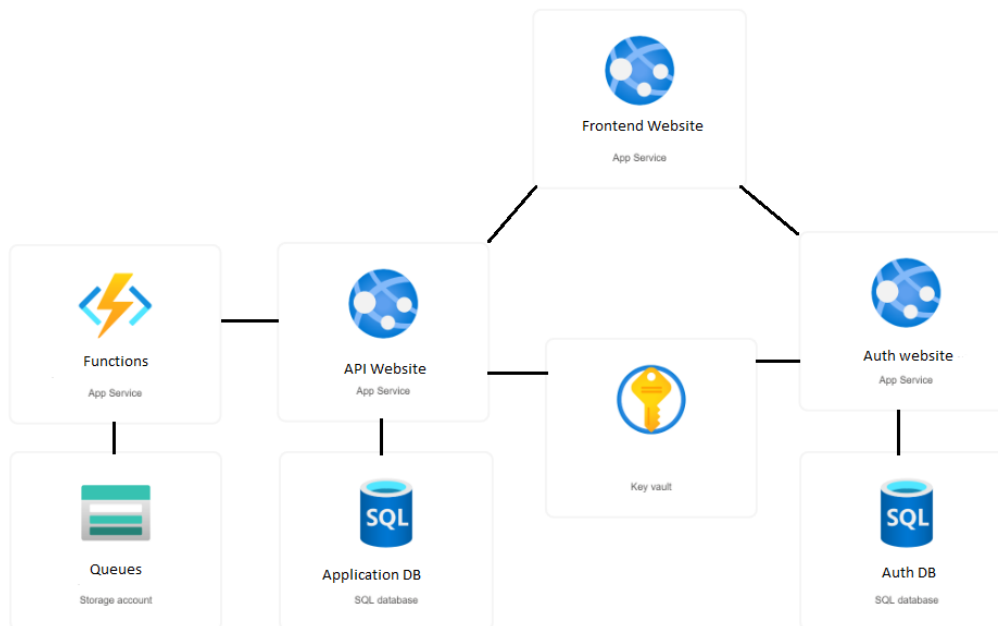 Frontend Website
App Service
Functions
App Service
API Website
App Service
Auth website
App Service
Key vault
Queues
Storage account
SQL
Application DB
SQL database
SQL
Auth DB
SQL database